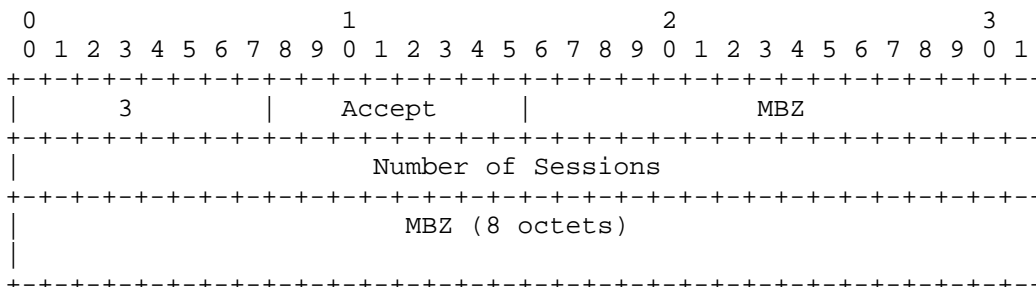 0                   1                   2                   3
 0 1 2 3 4 5 6 7 8 9 0 1 2 3 4 5 6 7 8 9 0 1 2 3 4 5 6 7 8 9 0 1
+-+-+-+-+-+-+-+-+-+-+-+-+-+-+-+-+-+-+-+-+-+-+-+-+-+-+-+-+-+-+-+--
|      3        |    Accept     |              MBZ
+-+-+-+-+-+-+-+-+-+-+-+-+-+-+-+-+-+-+-+-+-+-+-+-+-+-+-+-+-+-+-+--
|                      Number of Sessions
+-+-+-+-+-+-+-+-+-+-+-+-+-+-+-+-+-+-+-+-+-+-+-+-+-+-+-+-+-+-+-+--
|                        MBZ (8 octets)
|
+-+-+-+-+-+-+-+-+-+-+-+-+-+-+-+-+-+-+-+-+-+-+-+-+-+-+-+-+-+-+-+--